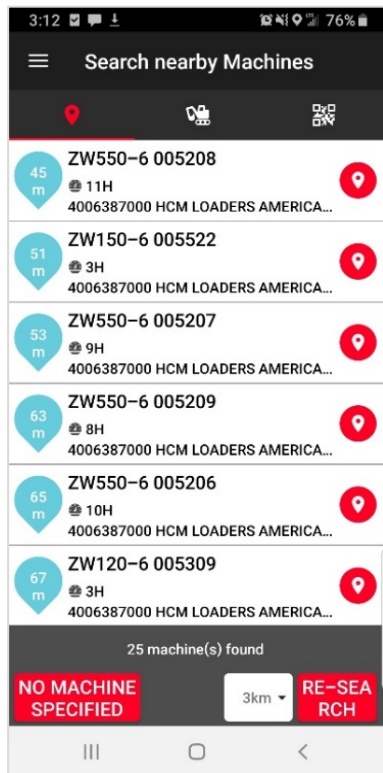 3:12 76%
Search nearby Machines
45
m
ZW550-6 005208
11H
4006387000 HCM LOADERS AMERICA...
51
m
ZW150-6 005522
3H
4006387000 HCM LOADERS AMERICA...
53
m
ZW550-6 005207
9H
4006387000 HCM LOADERS AMERICA...
63
m
ZW550-6 005209
8H
4006387000 HCM LOADERS AMERICA...
65
m
ZW550-6 005206
10H
4006387000 HCM LOADERS AMERICA...
67
m
ZW120-6 005309
3H
4006387000 HCM LOADERS AMERICA...
25 machine(s) found
NO MACHINE
SPECIFIED
3km
RE-SEA
RCH